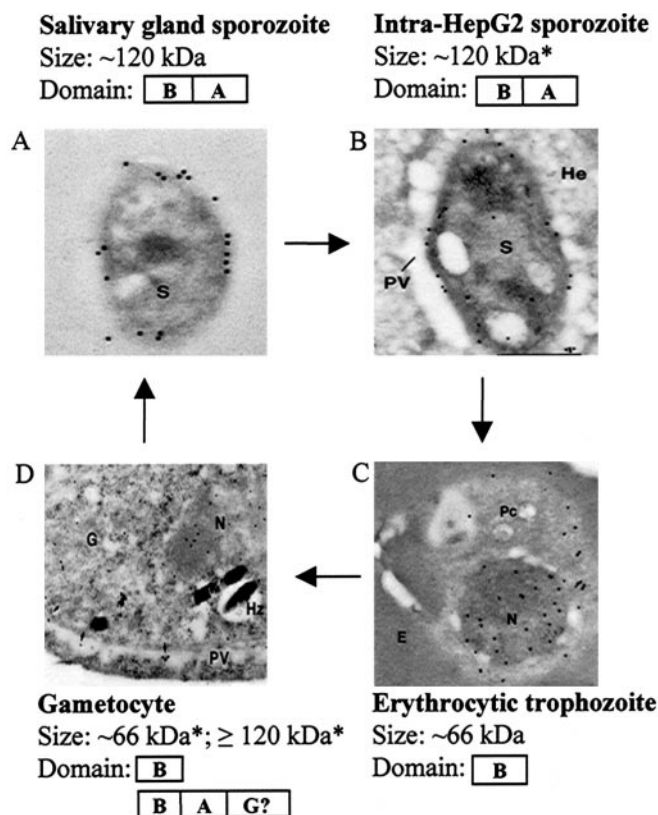 Salivary gland sporozoite
Size: ~120 kDa
Domain: B A
Intra-HepG2 sporozoite
Size: ~120 kDa*
Domain: B A
A
S
B
He
S
PV
D
G
N
Hz
PV
C
Pc
N
E
Gametocyte
Size: ~66 kDa*; ≥ 120 kDa*
Domain: B
B A G?
Erythrocytic trophozoite
Size: ~66 kDa
Domain: B